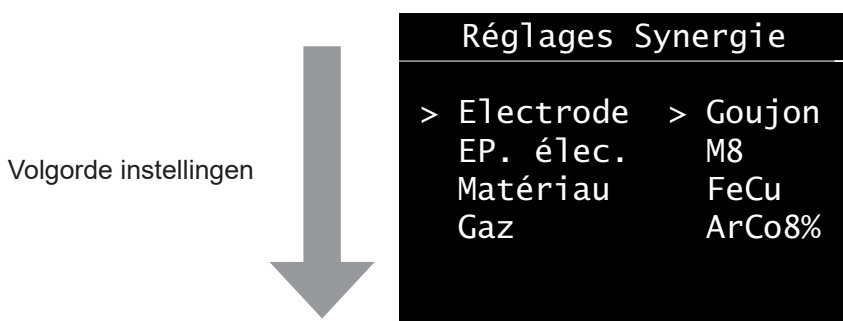 Volgorde instellingen
Réglages Synergie
> Electrode > Goujon
EP. élec. M8
Matériau FeCu
Gaz ArCo8%